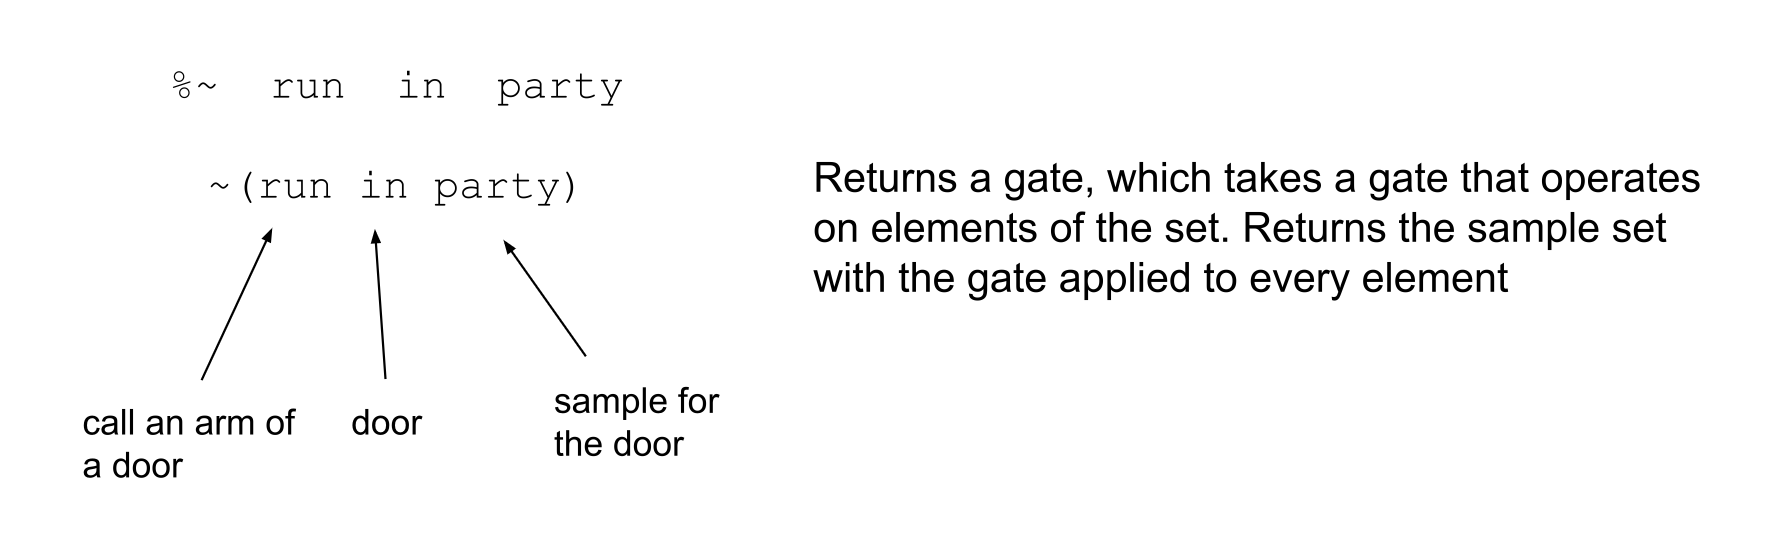 %~  run  in  party
~(run in party)
Returns a gate, which takes a gate that operates
on elements of the set. Returns the sample set
with the gate applied to every element
call an arm of
a door
door
sample for
the door